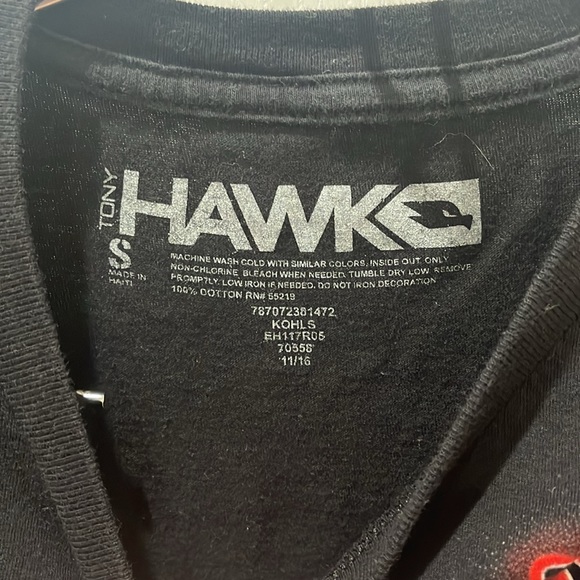 TONY
HAWK
S
MADE IN
HAITI
MACHINE WASH COLD WITH SIMILAR COLORS, INSIDE OUT. ONLY
NON-CHLORINE BLEACH WHEN NEEDED. TUMBLE DRY LOW. REMOVE
PROMPTLY. LOW IRON IF NEEDED. DO NOT IRON DECORATION
100% COTTON RN# 55219
787072381472
KOHLS
EH117R05
70558
11/16